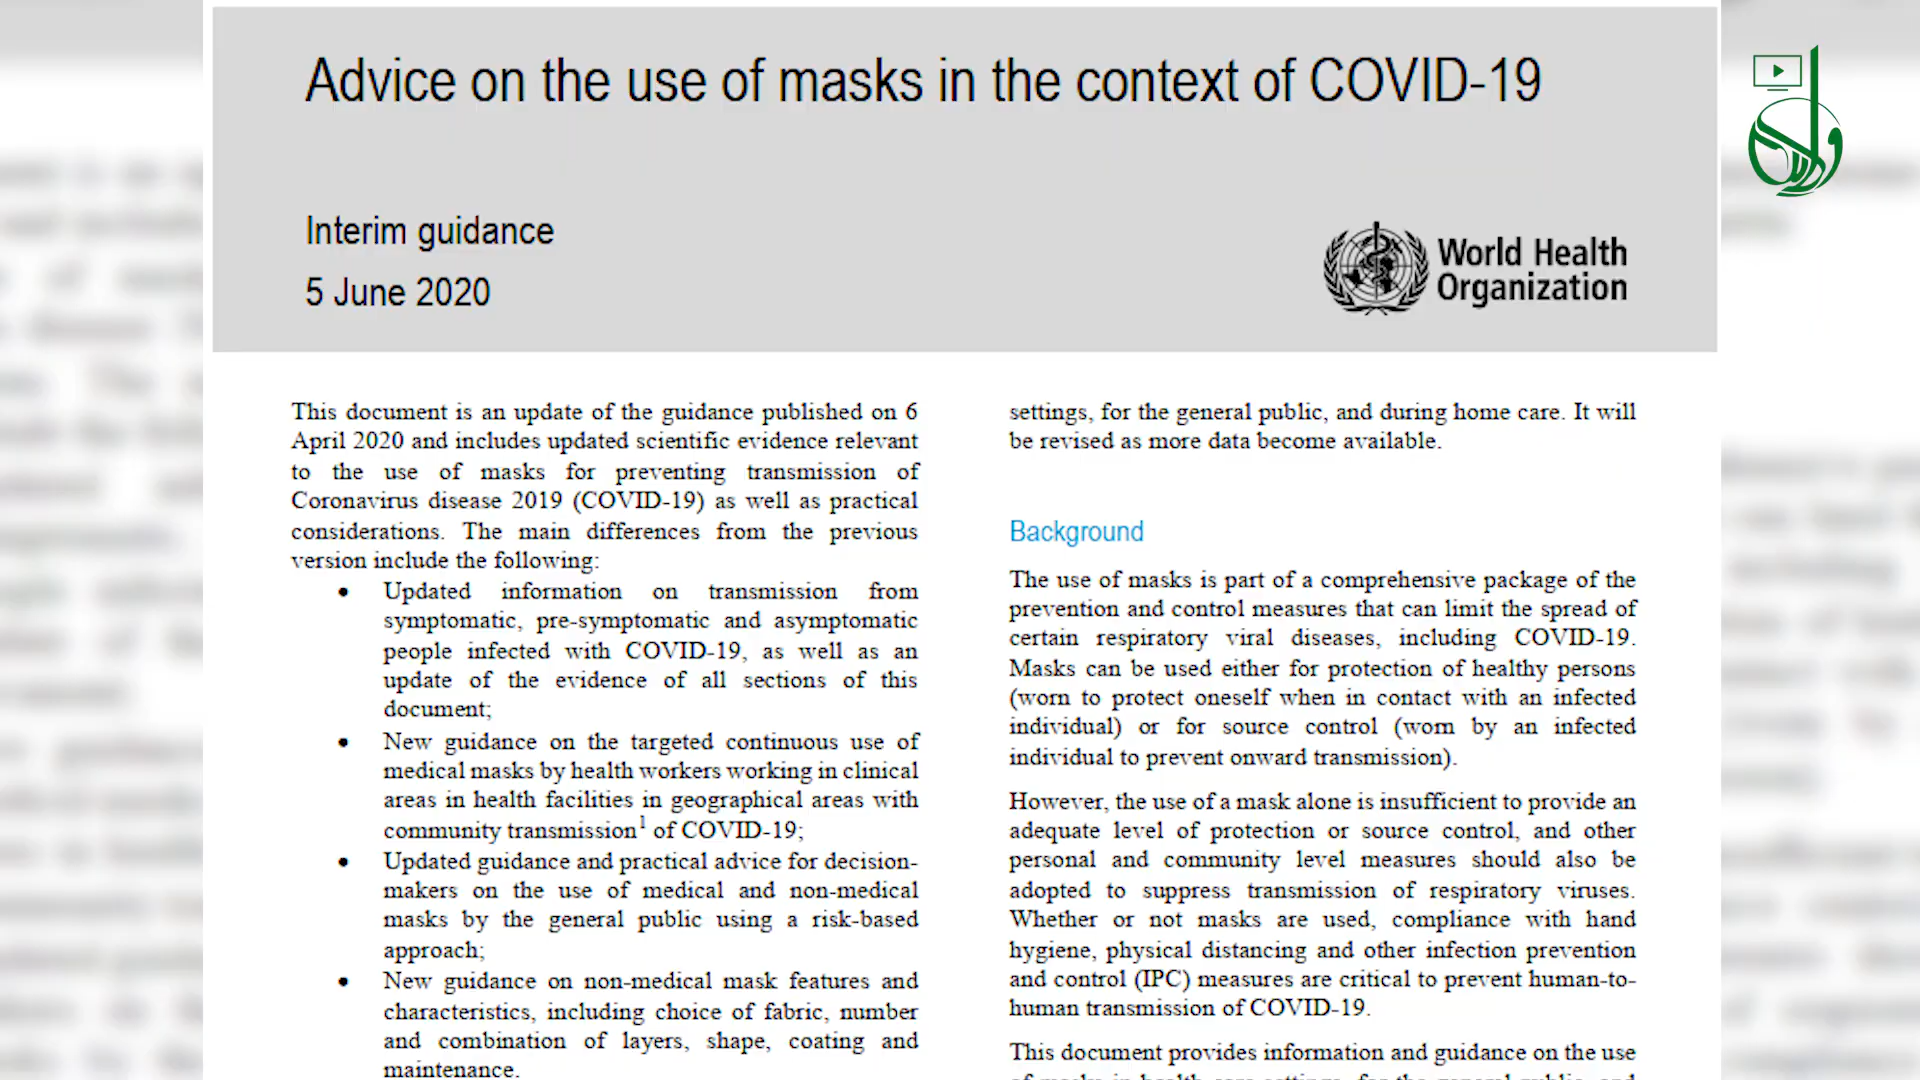 Advice on the use of masks in the context of COVID-19
Interim guidance
5 June 2020
World Health
Organization
This document is an update of the guidance published on 6
April 2020 and includes updated scientific evidence relevant
to the use of masks for preventing transmission of
Coronavirus disease 2019 (COVID-19) as well as practical
considerations. The main differences from the previous
version include the following:
• Updated information on transmission from
symptomatic, pre-symptomatic and asymptomatic
people infected with COVID-19, as well as an
update of the evidence of all sections of this
document;
• New guidance on the targeted continuous use of
medical masks by health workers working in clinical
areas in health facilities in geographical areas with
community transmission1 of COVID-19;
• Updated guidance and practical advice for decision-
makers on the use of medical and non-medical
masks by the general public using a risk-based
approach;
• New guidance on non-medical mask features and
characteristics, including choice of fabric, number
and combination of layers, shape, coating and
maintenance.
settings, for the general public, and during home care. It will
be revised as more data become available.
Background
The use of masks is part of a comprehensive package of the
prevention and control measures that can limit the spread of
certain respiratory viral diseases, including COVID-19.
Masks can be used either for protection of healthy persons
(worn to protect oneself when in contact with an infected
individual) or for source control (worn by an infected
individual to prevent onward transmission).
However, the use of a mask alone is insufficient to provide an
adequate level of protection or source control, and other
personal and community level measures should also be
adopted to suppress transmission of respiratory viruses.
Whether or not masks are used, compliance with hand
hygiene, physical distancing and other infection prevention
and control (IPC) measures are critical to prevent human-to-
human transmission of COVID-19.
This document provides information and guidance on the use
of masks in health care settings, for the general public, and